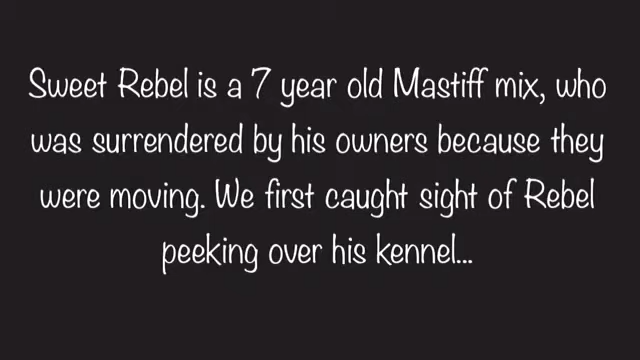 Sweet Rebel is a 7 year old Mastiff mix, who
was surrendered by his owners because they
were moving. We first caught sight of Rebel
peeking over his kennel...